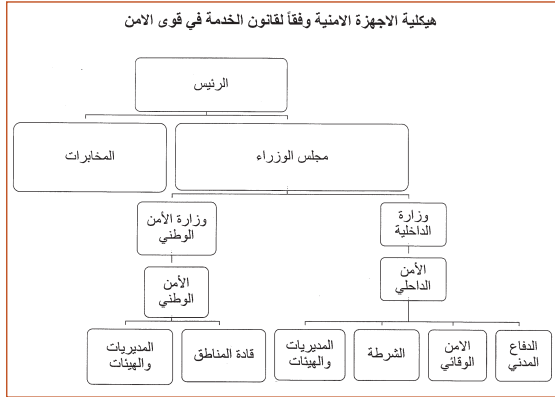 هيكلية الاجهزة الامنية وفقاً لقانون الخدمة في قوى الامن
الرئيس
مجلس الوزراء
المخابرات
وزارة
الداخلية
وزارة الأمن
الوطني
الأمن
الداخلي
الأمن
الوطني
الدفاع
المدني
الامن
الوقائي
الشرطة
المديريات
والهيئات
قادة المناطق
المديريات
والهيئات